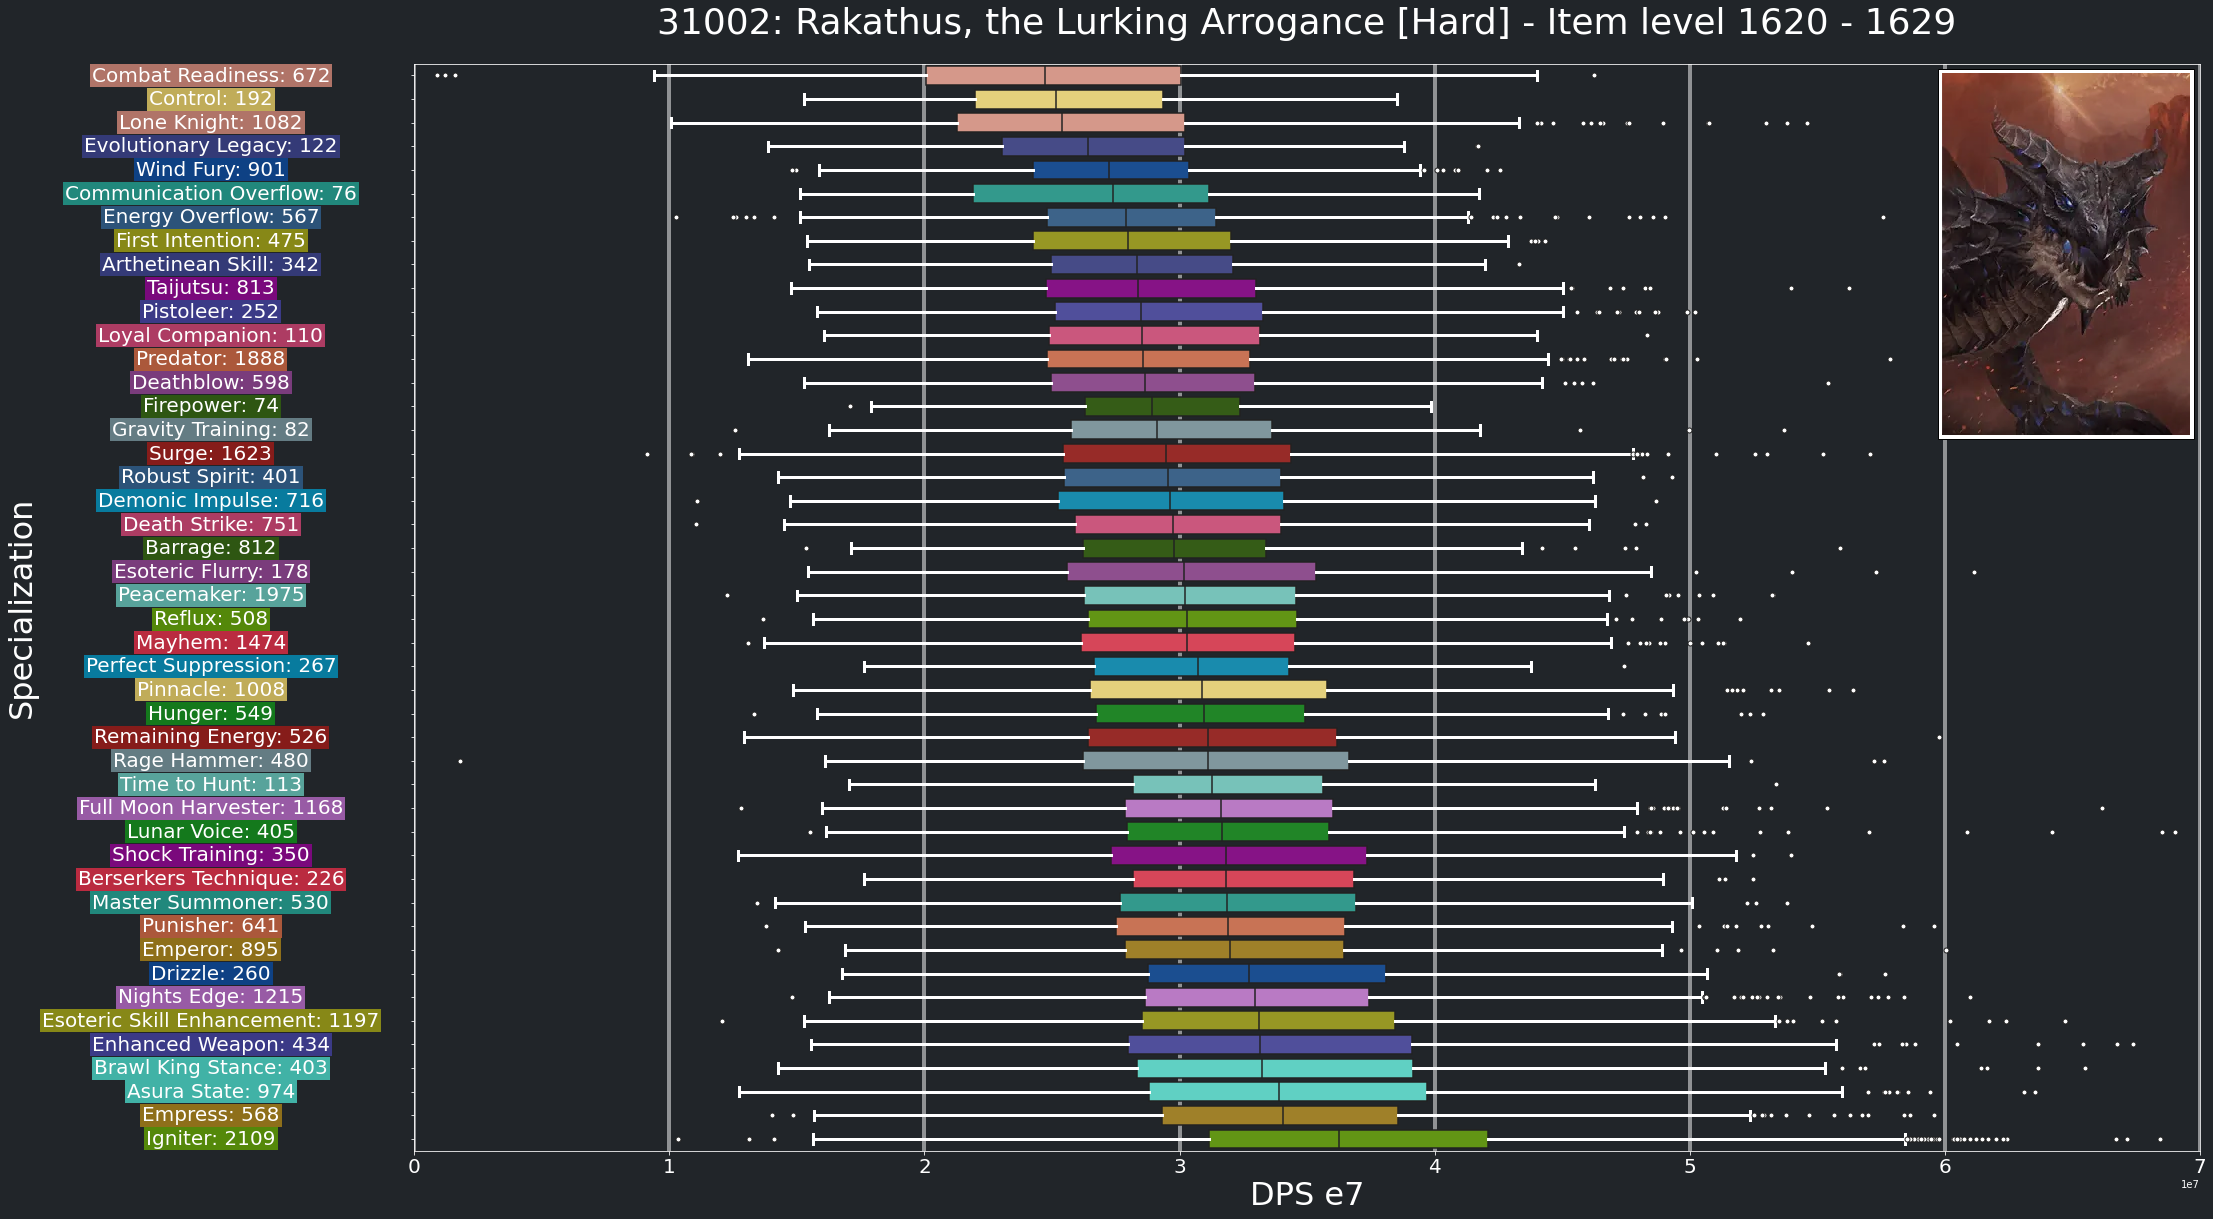 31002: Rakathus, the Lurking Arrogance [Hard] - Item level 1620 - 1629
Combat Readiness: 672
Control: 192
Lone Knight: 1082
Evolutionary Legacy: 122
Wind Fury: 901
Communication Overflow: 76
Energy Overflow: 567
First Intention: 475
Arthetinean Skill: 342
Taijutsu: 813
Pistoleer: 252
Loyal Companion: 110
Predator: 1888
Deathblow: 598
Firepower: 74
Gravity Training: 82
Surge: 1623
Robust Spirit: 401
Demonic Impulse: 716
Death Strike: 751
Barrage: 812
Esoteric Flurry: 178
Peacemaker: 1975
Reflux: 508
Mayhem: 1474
Perfect Suppression: 267
Pinnacle: 1008
Hunger: 549
Remaining Energy: 526
Rage Hammer: 480
Time to Hunt: 113
Full Moon Harvester: 1168
Lunar Voice: 405
Shock Training: 350
Berserkers Technique: 226
Master Summoner: 530
Punisher: 641
Emperor: 895
Drizzle: 260
Nights Edge: 1215
Esoteric Skill Enhancement: 1197
Enhanced Weapon: 434
Brawl King Stance: 403
Asura State: 974
Empress: 568
Igniter: 2109
Specialization
0 1 2 3 4 5 6 7
1e7
DPS e7